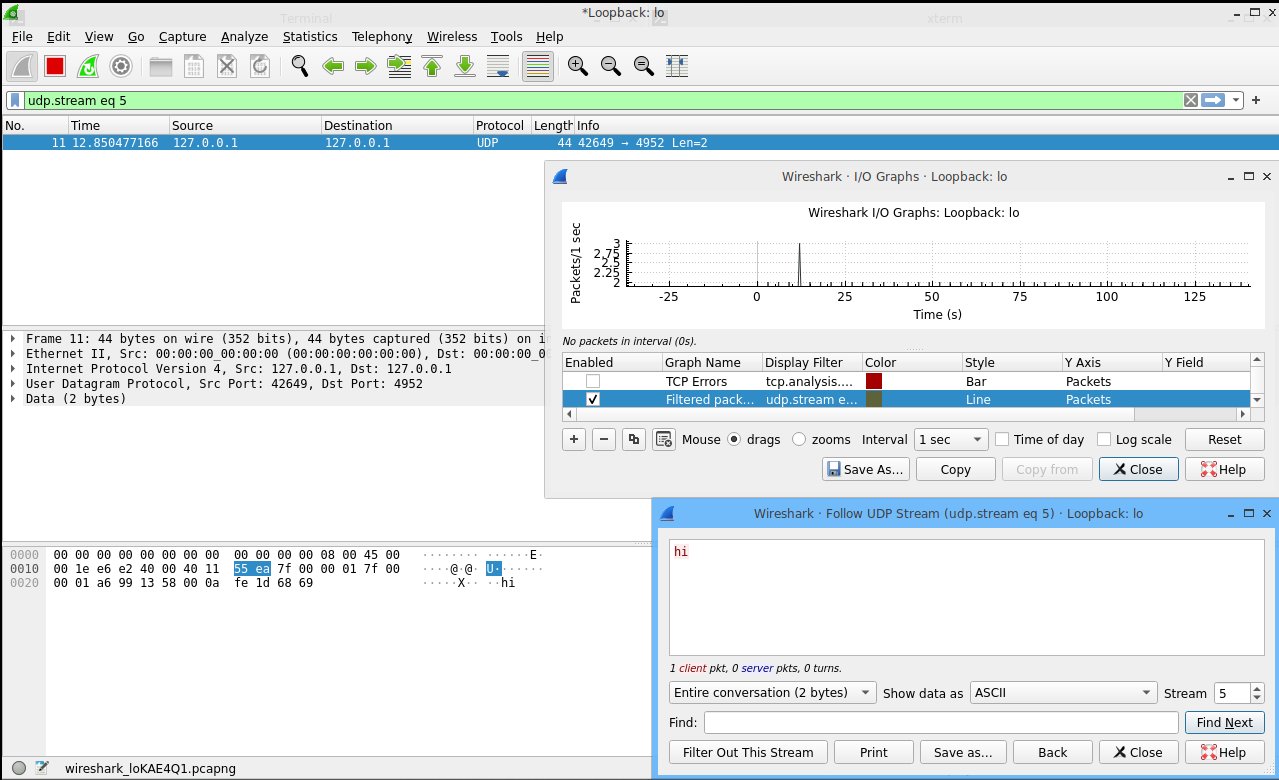 Terminal
*Loopback: lo
xterm
File Edit View Go Capture Analyze Statistics Telephony Wireless Tools Help
udp.stream eq 5
No. Time Source Destination Protocol Length Info
11 12.850477166 127.0.0.1 127.0.0.1 UDP 44 42649 → 4952 Len=2
Wireshark · I/O Graphs · Loopback: lo
Wireshark I/O Graphs: Loopback: lo
Packets/1 sec
3
2.75
2.5
2.25
2
-25 0 25 50 75 100 125
Time (s)
No packets in interval (0s).
Enabled Graph Name Display Filter Color Style Y Axis Y Field
TCP Errors tcp.analysis.... Bar Packets
Filtered pack... udp.stream e... Line Packets
Mouse drags zooms Interval 1 sec Time of day Log scale Reset
Save As... Copy Copy from Close Help
Frame 11: 44 bytes on wire (352 bits), 44 bytes captured (352 bits) on in
Ethernet II, Src: 00:00:00_00:00:00 (00:00:00:00:00:00), Dst: 00:00:00_00
Internet Protocol Version 4, Src: 127.0.0.1, Dst: 127.0.0.1
User Datagram Protocol, Src Port: 42649, Dst Port: 4952
Data (2 bytes)
0000 00 00 00 00 00 00 00 00 00 00 00 00 08 00 45 00 ········ ······E·
0010 00 1e e6 e2 40 00 40 11 55 ea 7f 00 00 01 7f 00 ····@·@· U·······
0020 00 01 a6 99 13 58 00 0a fe 1d 68 69 ·····X·· ··hi
Wireshark · Follow UDP Stream (udp.stream eq 5) · Loopback: lo
hi
1 client pkt, 0 server pkts, 0 turns.
Entire conversation (2 bytes) Show data as ASCII Stream 5
Find: Find Next
Filter Out This Stream Print Save as... Back Close Help
wireshark_loKAE4Q1.pcapng